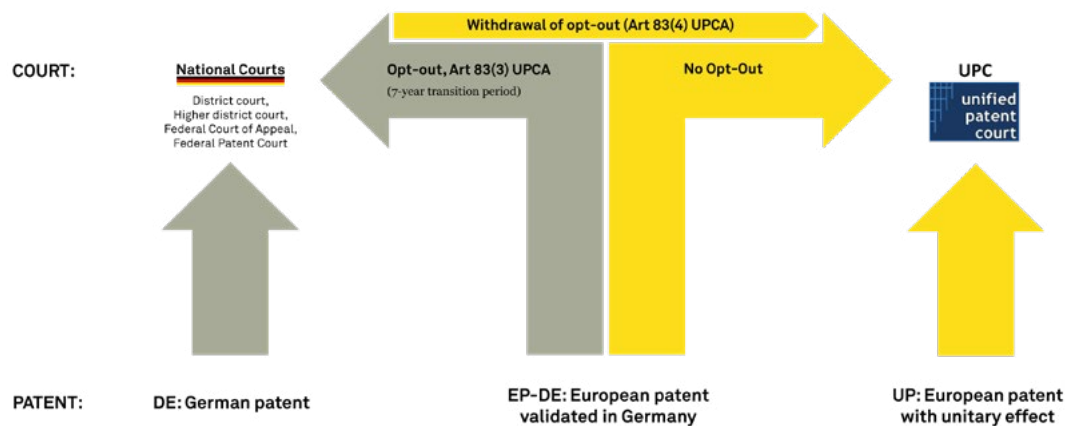 Withdrawal of opt-out (Art 83(4) UPCA)
COURT:
National Courts
District court,
Higher district court,
Federal Court of Appeal,
Federal Patent Court
Opt-out, Art 83(3) UPCA
(7-year transition period)
No Opt-Out
UPC
unified
patent
court
PATENT:
DE: German patent
EP-DE: European patent
validated in Germany
UP: European patent
with unitary effect